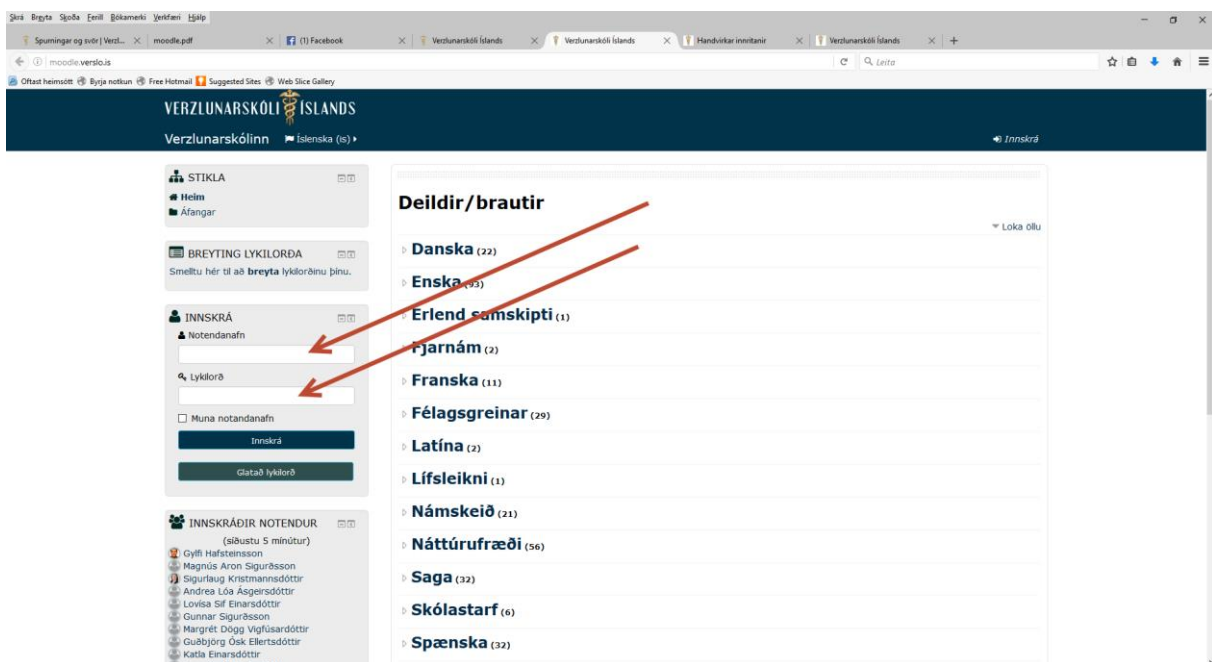 Skrá Breyta Skoða Ferill Bókamerki Verkfæri Hjálp
Spurningar og svör | Verzl...
moodle.pdf
(1) Facebook
Verzlunarskóli Íslands
Verzlunarskóli Íslands
Handvirkar innritanir
Verzlunarskóli Íslands
moodle.verslo.is
Leita
Oftast heimsótt Byrja notkun Free Hotmail Suggested Sites Web Slice Gallery
VERZLUNARSKÓLI ÍSLANDS
Verzlunarskólinn Íslenska (is)
Innskrá
STIKLA
Heim
Áfangar
BREYTING LYKILORÐA
Smelltu hér til að breyta lykilorðinu þínu.
INNSKRÁ
Notendanafn
Lykilorð
Muna notandanafn
Innskrá
Glatað lykilorð
INNSKRÁÐIR NOTENDUR
(síðustu 5 mínútur)
Gylfi Hafsteinsson
Magnús Aron Sigurðsson
Sigurlaug Kristmannsdóttir
Andrea Lóa Ásgeirsdóttir
Lovísa Sif Einarsdóttir
Gunnar Sigurðsson
Margrét Dögg Vigfúsardóttir
Guðbjörg Ósk Ellertsdóttir
Katla Einarsdóttir
Deildir/brautir
Loka öllu
Danska (22)
Enska (93)
Erlend samskipti (1)
Fjarnám (2)
Franska (11)
Félagsgreinar (29)
Latína (2)
Lífsleikni (1)
Námskeið (21)
Náttúrufræði (56)
Saga (32)
Skólastarf (6)
Spænska (32)